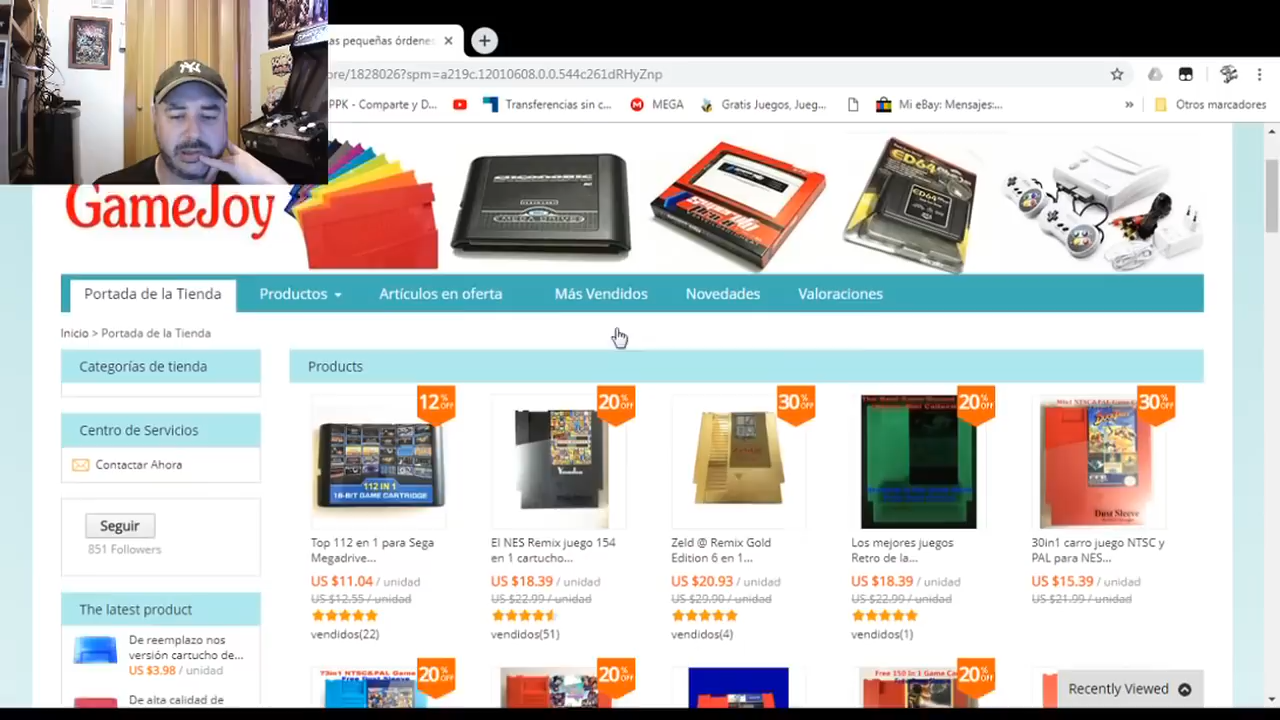 as pequeñas órdene:
ore/1828026?spm=a219c.12010608.0.0.544c261dRHyZnp
PPK - Comparte y D...
Transferencias sin c...
MEGA
Gratis Juegos, Jueg...
Mi eBay: Mensajes:...
»
Otros marcadores
GameJoy
MEGA DRIVE
ED64
Portada de la Tienda
Productos
Artículos en oferta
Más Vendidos
Novedades
Valoraciones
Inicio > Portada de la Tienda
Categorías de tienda
Centro de Servicios
Contactar Ahora
Seguir
851 Followers
The latest product
De reemplazo nos
versión cartucho de...
US $3.98 / unidad
De alta calidad de
Products
12% OFF
112 IN 1
16-BIT GAME CARTRIDGE
Top 112 en 1 para Sega
Megadrive...
US $11.04 / unidad
US $12.55 / unidad
vendidos(22)
20% OFF
El NES Remix juego 154
en 1 cartucho...
US $18.39 / unidad
US $22.99 / unidad
vendidos(51)
30% OFF
Zeld @ Remix Gold
Edition 6 en 1...
US $20.93 / unidad
US $29.90 / unidad
vendidos(4)
20% OFF
Los mejores juegos
Retro de la...
US $18.39 / unidad
US $22.99 / unidad
vendidos(1)
30% OFF
Dust Sleeve
30in1 carro juego NTSC y
PAL para NES...
US $15.39 / unidad
US $21.99 / unidad
20% OFF
20% OFF
20% OFF
Recently Viewed